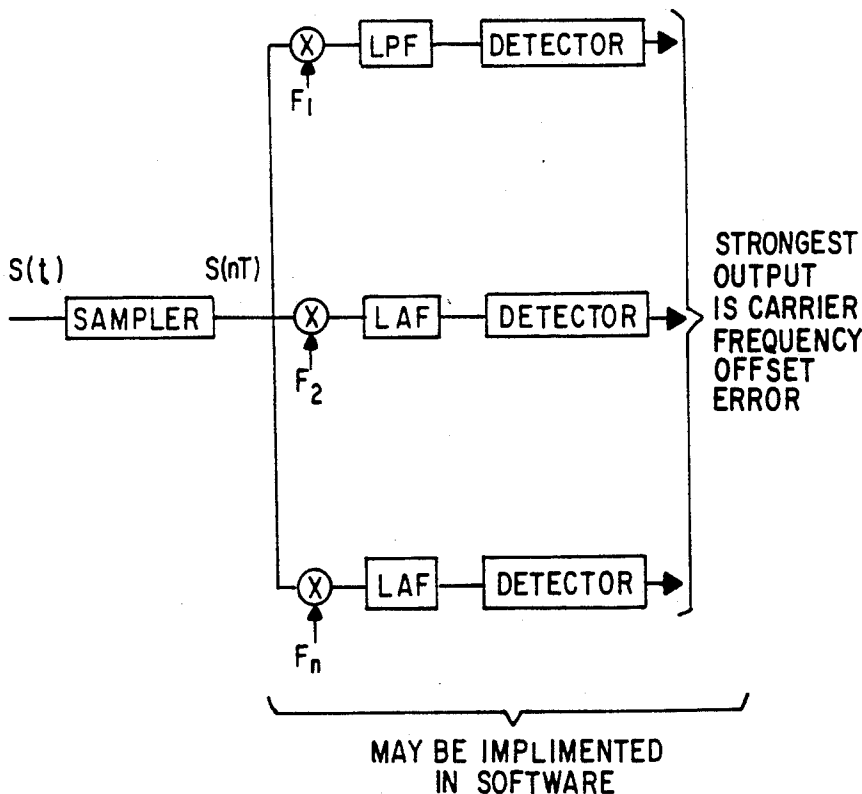 LPF
DETECTOR
F1
S(t)
S(nT)
SAMPLER
LAF
DETECTOR
F2
STRONGEST
OUTPUT
IS CARRIER
FREQUENCY
OFFSET
ERROR
LAF
DETECTOR
Fn
MAY BE IMPLIMENTED
IN SOFTWARE